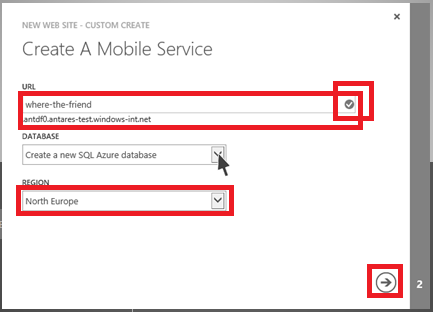 NEW WEB SITE - CUSTOM CREATE
Create A Mobile Service
URL
where-the-friend
.antdf0.antares-test.windows-int.net
DATABASE
Create a new SQL Azure database
REGION
North Europe
2